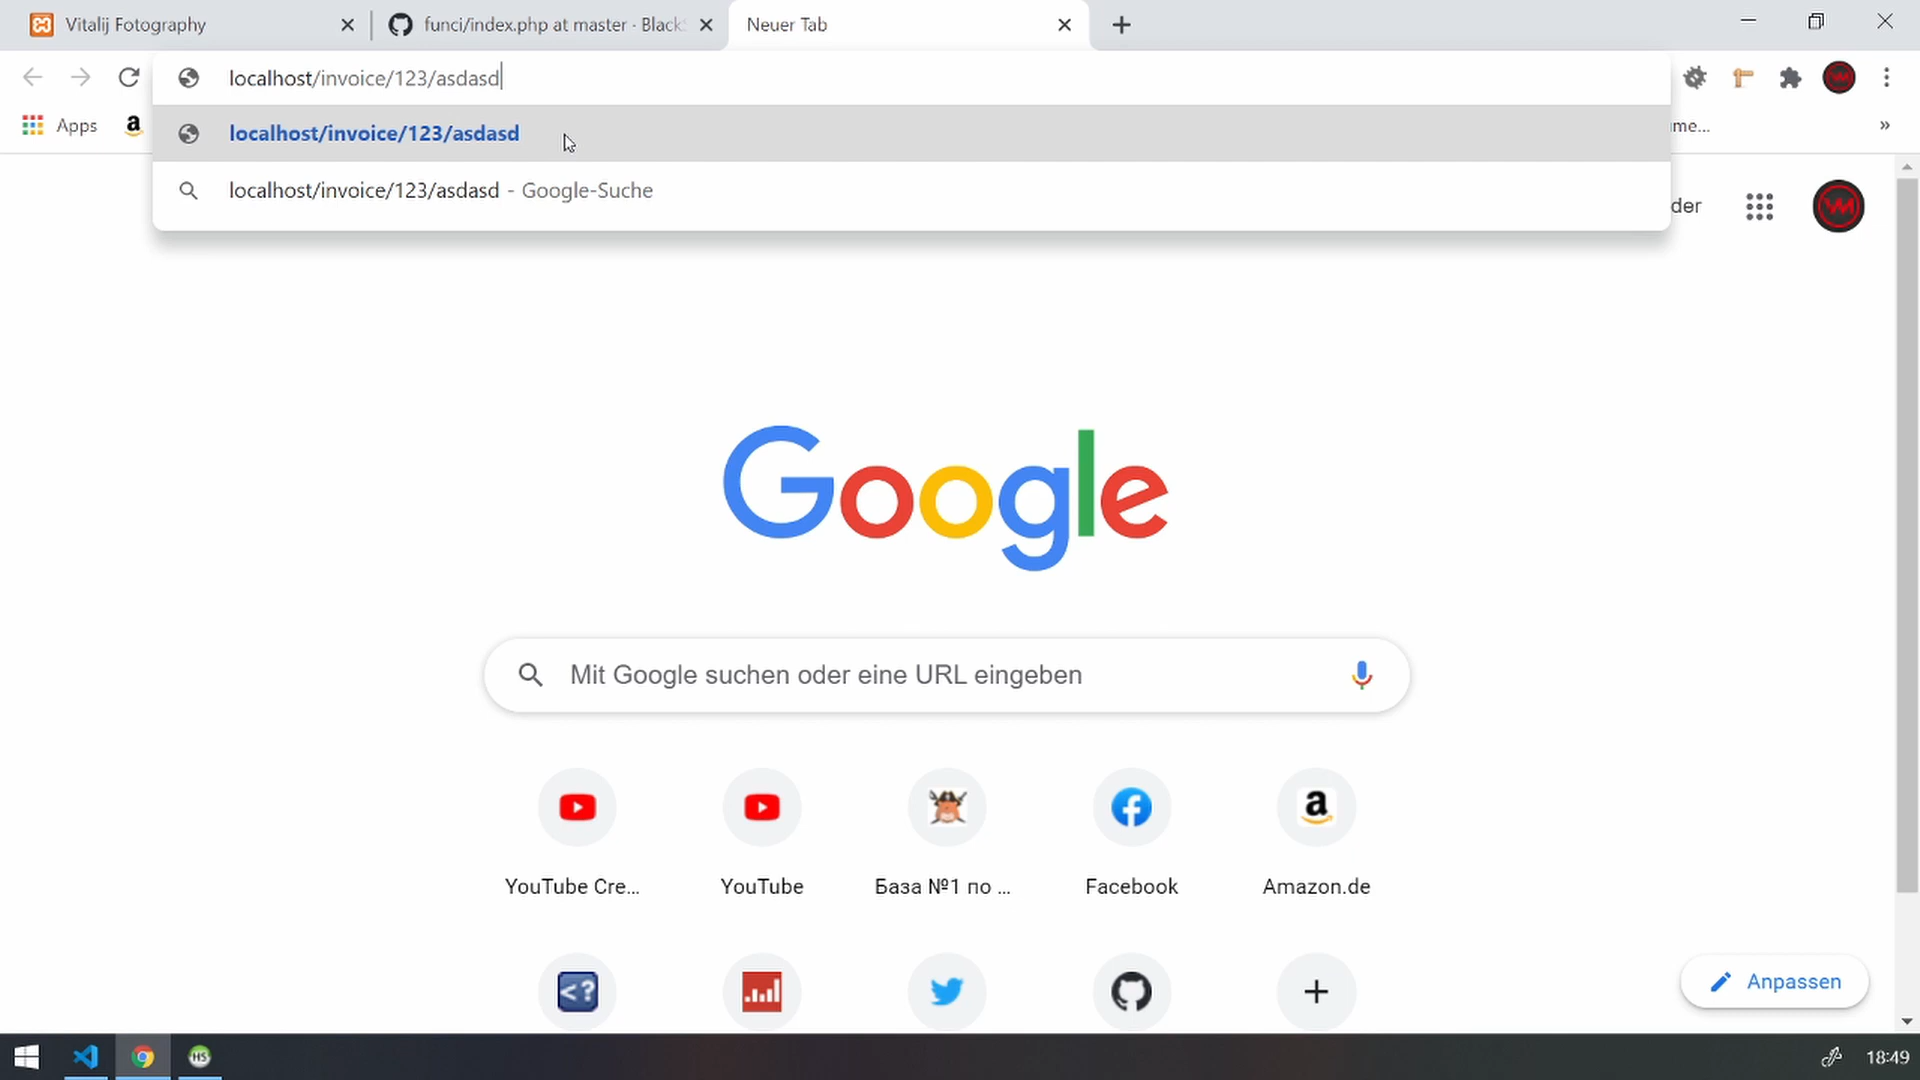 Vitalij Fotography
funci/index.php at master · Black
Neuer Tab
localhost/invoice/123/asdasd
Apps
localhost/invoice/123/asdasd
me...
localhost/invoice/123/asdasd - Google-Suche
der
Google
Mit Google suchen oder eine URL eingeben
YouTube Cre...
YouTube
База №1 по ...
Facebook
Amazon.de
Anpassen
HS
18:49